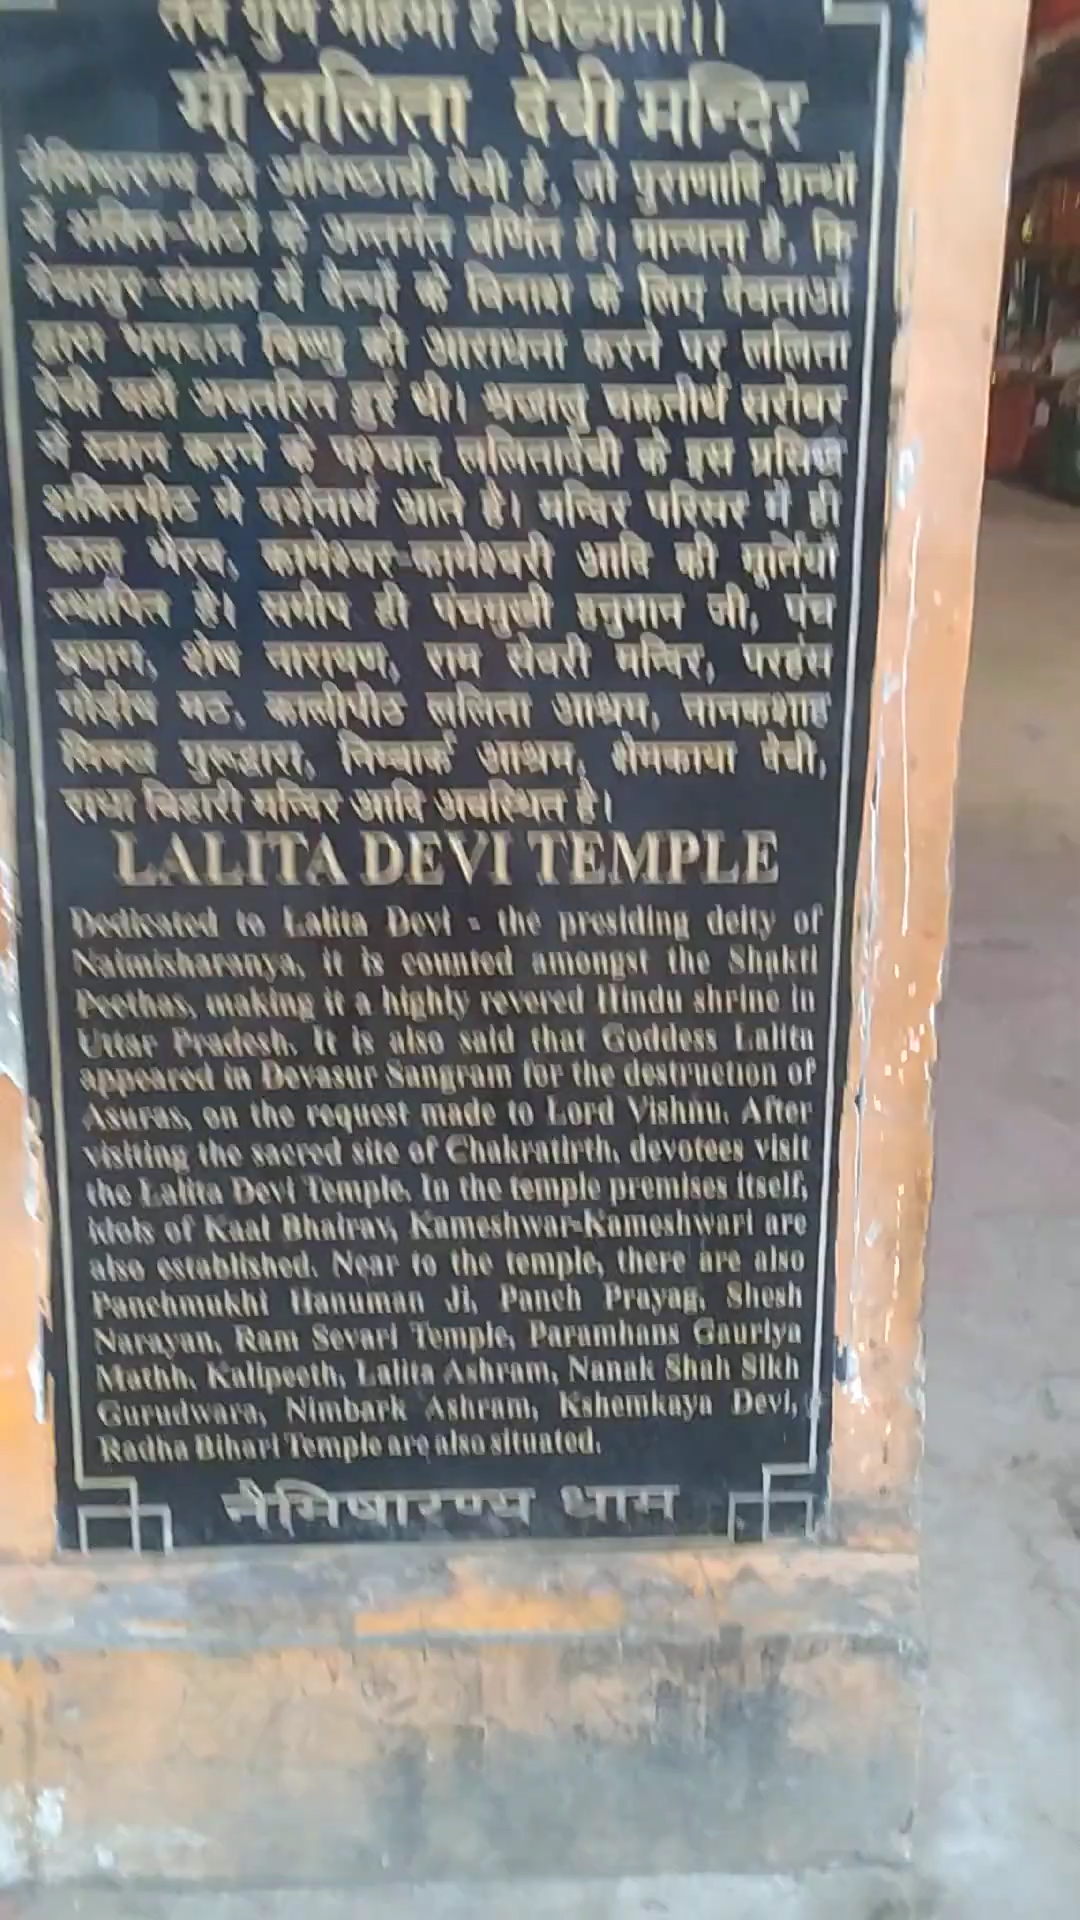 तव गुण महिमा है विख्याता।।
माँ ललिता देवी मन्दिर
नैमिषारण्य की अधिष्ठात्री देवी है, जो पुराणादि ग्रन्थों
में शक्ति-पीठों के अन्तर्गत वर्णित है। मान्यता है, कि
देवासुर-संग्राम में दैत्यों के विनाश के लिए देवताओं
द्वारा भगवान विष्णु की आराधना करने पर ललिता
देवी यहाँ अवतरित हुई थी। श्रद्धालु चक्रतीर्थ सरोवर
में स्नान करने के पश्चात् ललितादेवी के इस प्रसिद्ध
शक्तिपीठ में दर्शनार्थ आते है। मन्दिर परिसर में ही
काल भैरव, कामेश्वर-कामेश्वरी आदि की मूर्तियाँ
स्थापित है। समीप ही पंचमुखी हनुमान जी, पंच
प्रयाग, शेष नारायण, राम सेवरी मन्दिर, परहंस
गौड़ीय मठ, कालीपीठ ललिता आश्रम, नानकशाह
सिक्ख गुरूद्वारा, निम्बार्क आश्रम, क्षेमकाया देवी,
राधा बिहारी मन्दिर आदि अवस्थित है।
LALITA DEVI TEMPLE
Dedicated to Lalita Devi - the presiding deity of
Naimisharanya, it is counted amongst the Shakti
Peethas, making it a highly revered Hindu shrine in
Uttar Pradesh. It is also said that Goddess Lalita
appeared in Devasur Sangram for the destruction of
Asuras, on the request made to Lord Vishnu. After
visiting the sacred site of Chakratirth, devotees visit
the Lalita Devi Temple. In the temple premises itself,
idols of Kaal Bhairav, Kameshwar-Kameshwari are
also established. Near to the temple, there are also
Panchmukhi Hanuman Ji, Panch Prayag, Shesh
Narayan, Ram Sevari Temple, Paramhans Gauriya
Mathh, Kalipeeth, Lalita Ashram, Nanak Shah Sikh
Gurudwara, Nimbark Ashram, Kshemkaya Devi,
Radha Bihari Temple are also situated.
नैमिषारण्य धाम